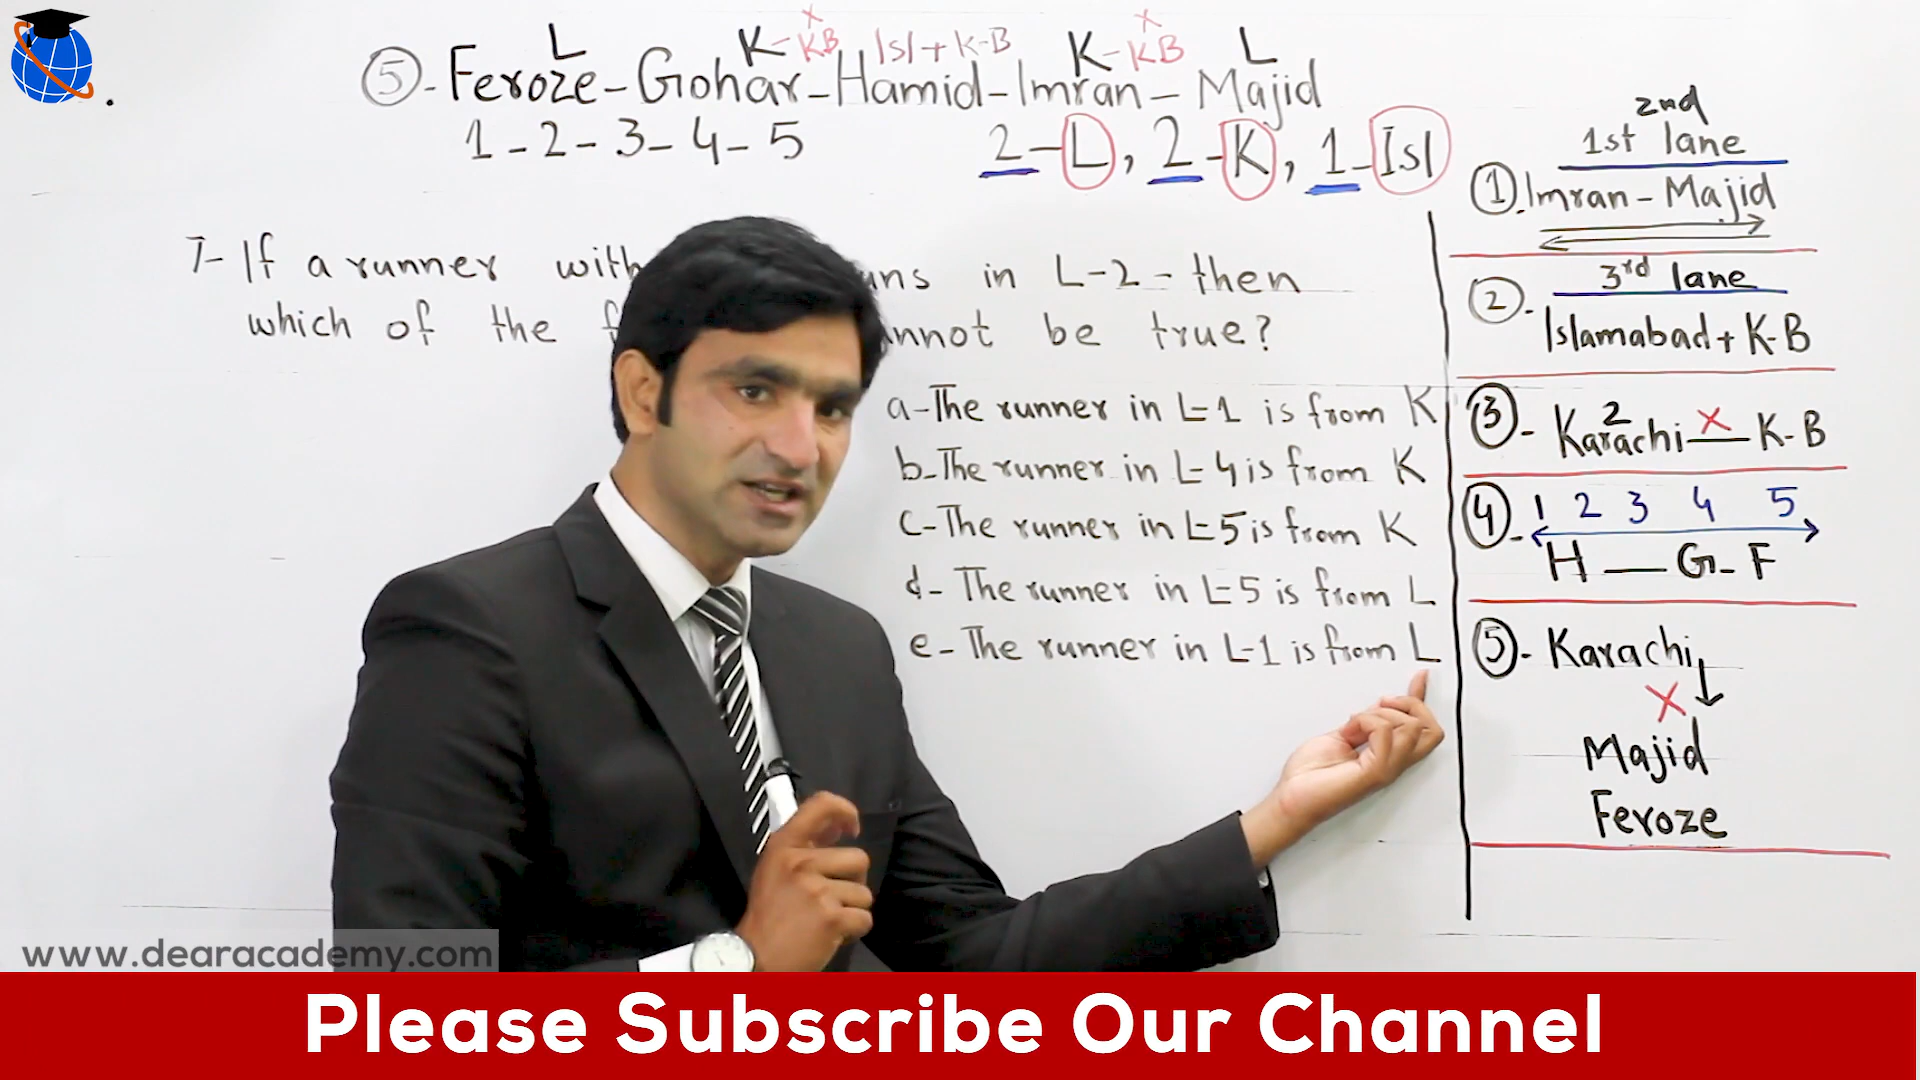 L K-KB Isl+K-B K-KB L
⑤-Feroze-Gohar-Hamid-Imran-Majid
1-2-3-4-5 2-L, 2-K, 1-Isl
7- If a runner with uns in L-2-then
which of the f annot be true?
a-The runner in L-1 is from K
b-The runner in L-4 is from K
c-The runner in L-5 is from K
d-The runner in L-5 is from L
e-The runner in L-1 is from L
2nd
1st lane
①.Imran-Majid
3rd lane
②-Islamabad+K-B
③-Karachi 2 X K-B
④- 1 2 3 4 5
H — G-F
⑤-Karachi
X
Majid
Feroze
www.dearacademy.com
Please Subscribe Our Channel